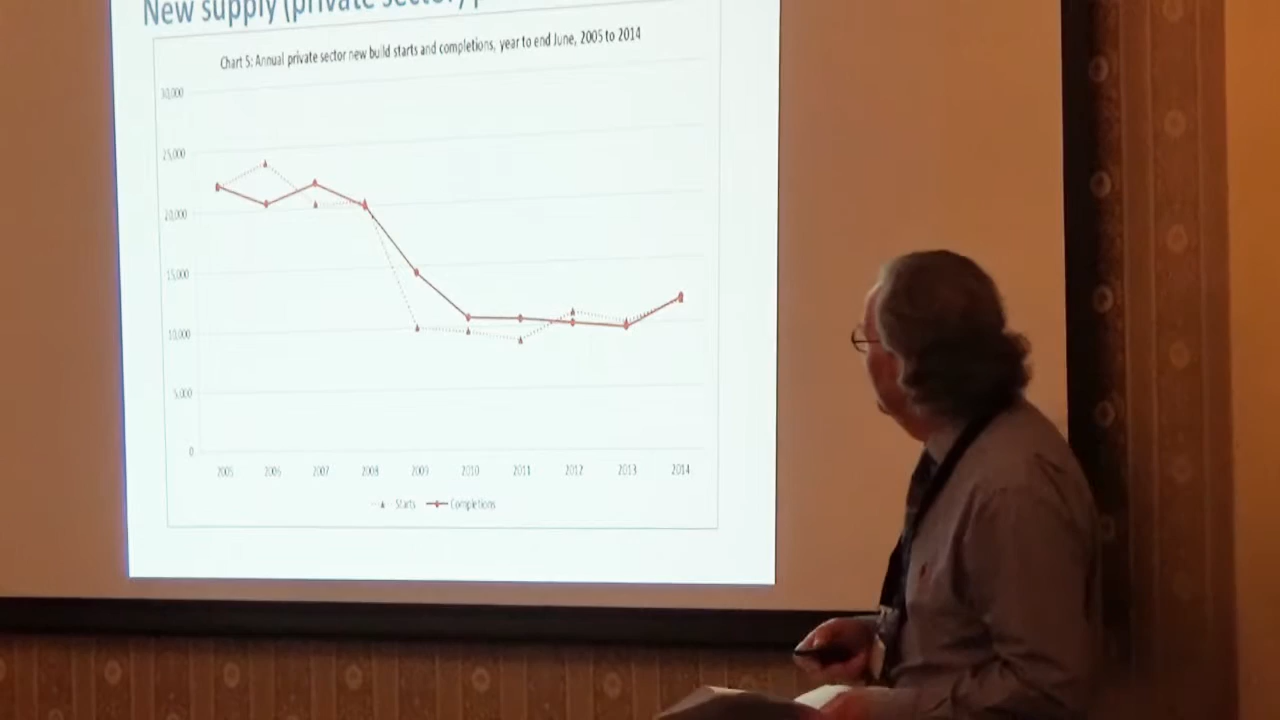 New supply (private sector)
Chart 5: Annual private sector new build starts and completions, year to end June, 2005 to 2014
30,000
25,000
20,000
15,000
10,000
5,000
0
2005 2006 2007 2008 2009 2010 2011 2012 2013 2014
Starts Completions